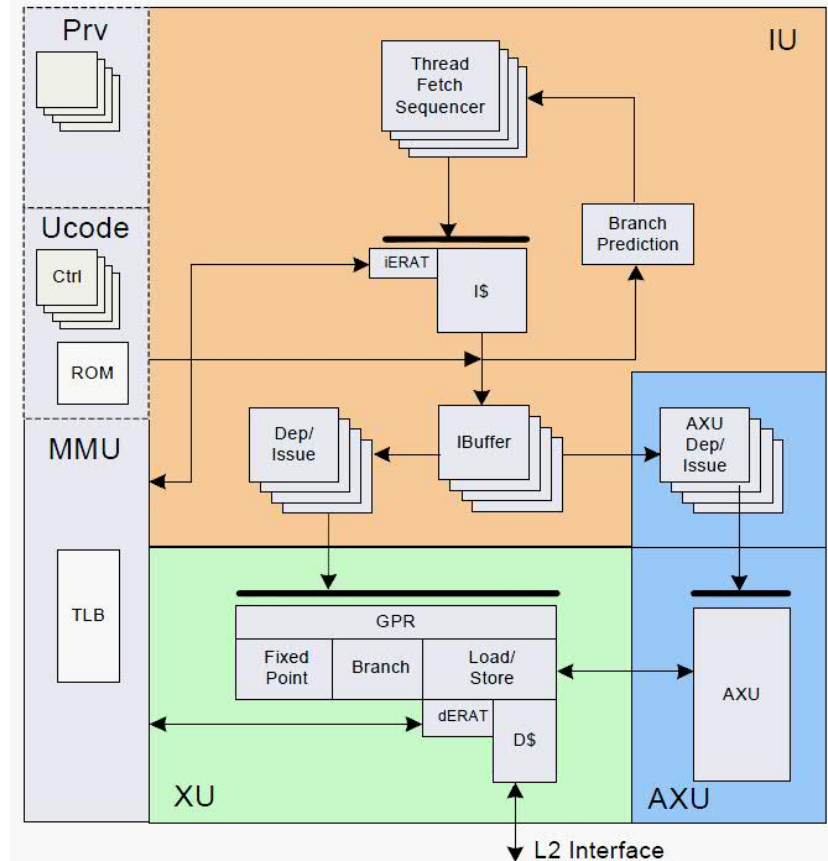 Prv
IU
Thread
Fetch
Sequencer
Ucode
Branch
Prediction
Ctrl
iERAT
I$
ROM
MMU
Dep/
Issue
IBuffer
AXU
Dep/
Issue
TLB
GPR
Fixed
Point
Branch
Load/
Store
AXU
dERAT
D$
XU
AXU
L2 Interface